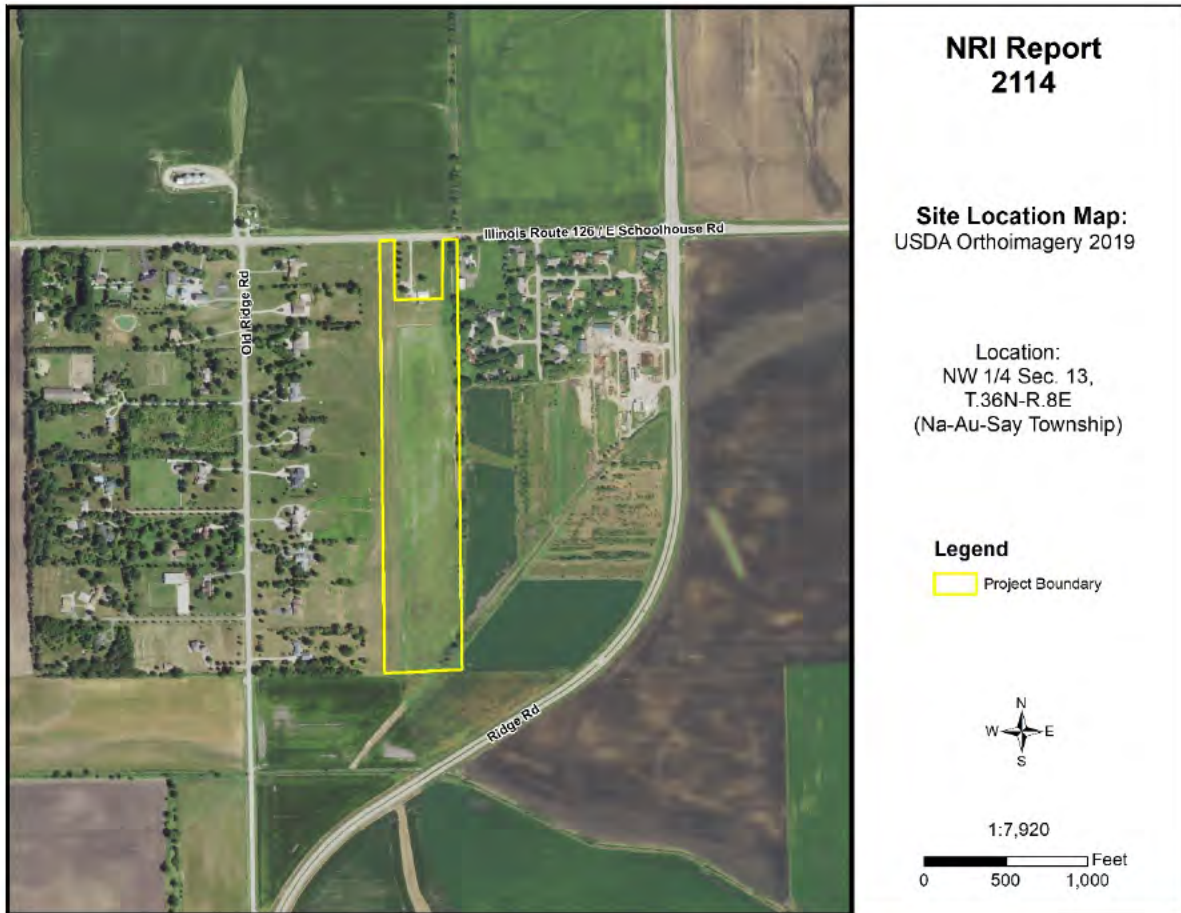 NRI Report
2114
Site Location Map:
USDA Orthoimagery 2019
Location:
NW 1/4 Sec. 13,
T.36N-R.8E
(Na-Au-Say Township)
Legend
Project Boundary
N
W E
S
1:7,920
Feet
0 500 1,000
Illinois Route 126 / E Schoolhouse Rd
Old Ridge Rd
Ridge Rd